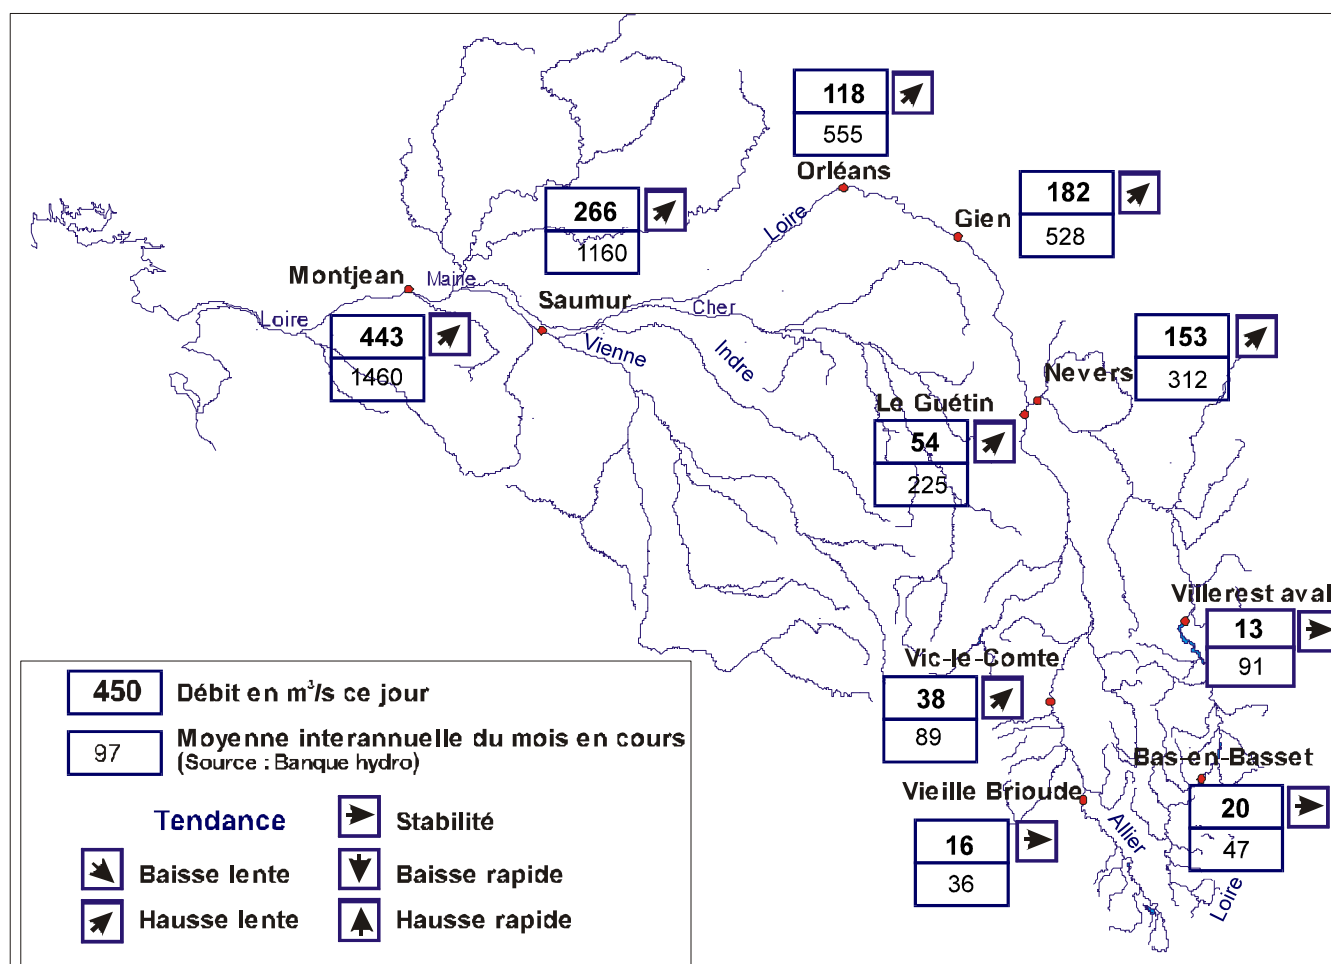 118
555
Orléans
182
528
Gien
266
1160
Loire
Montjean
Maine
Saumur
Cher
Loire
443
1460
Vienne
Indre
153
312
Nevers
Le Guétin
54
225
Villerest aval
13
91
Vic-le-Comte
38
89
Bas-en-Basset
20
47
Vieille Brioude
16
36
Allier
Loire
450 Débit en m³/s ce jour
97 Moyenne interannuelle du mois en cours
(Source : Banque hydro)
Tendance
Stabilité
Baisse lente
Baisse rapide
Hausse lente
Hausse rapide